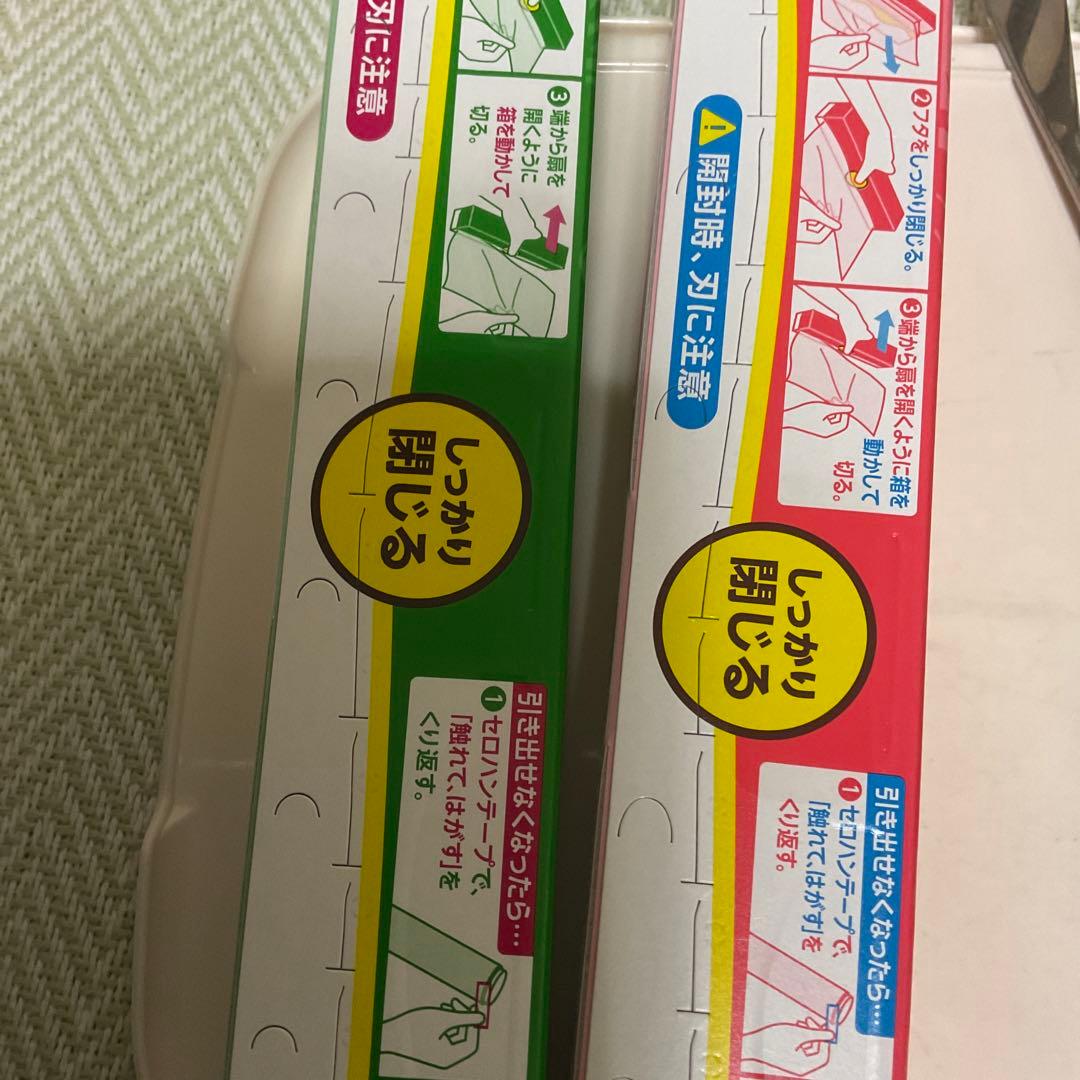 刃に注意
❸端から扇を
開くように
箱を動かして
切る。
しっかり
閉じる
引き出せなくなったら…
❶セロハンテープで、
「触れて、はがす」を
くり返す。
❷フタをしっかり閉じる。
❸端から扇を開くように箱を
動かして
切る。
開封時、刃に注意
しっかり
閉じる
引き出せなくなったら…
❶セロハンテープで、
「触れて、はがす」を
くり返す。